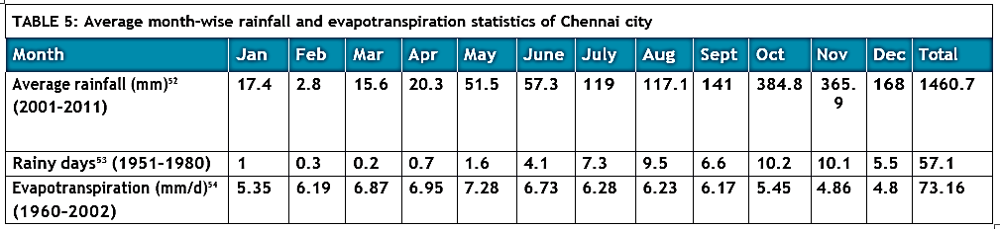 TABLE 5: Average month-wise rainfall and evapotranspiration statistics of Chennai city
Month Jan Feb Mar Apr May June July Aug Sept Oct Nov Dec Total
Average rainfall (mm)⁵² 17.4 2.8 15.6 20.3 51.5 57.3 119 117.1 141 384.8 365. 168 1460.7
(2001-2011) 9
Rainy days⁵³ (1951-1980) 1 0.3 0.2 0.7 1.6 4.1 7.3 9.5 6.6 10.2 10.1 5.5 57.1
Evapotranspiration (mm/d)⁵⁴ 5.35 6.19 6.87 6.95 7.28 6.73 6.28 6.23 6.17 5.45 4.86 4.8 73.16
(1960-2002)